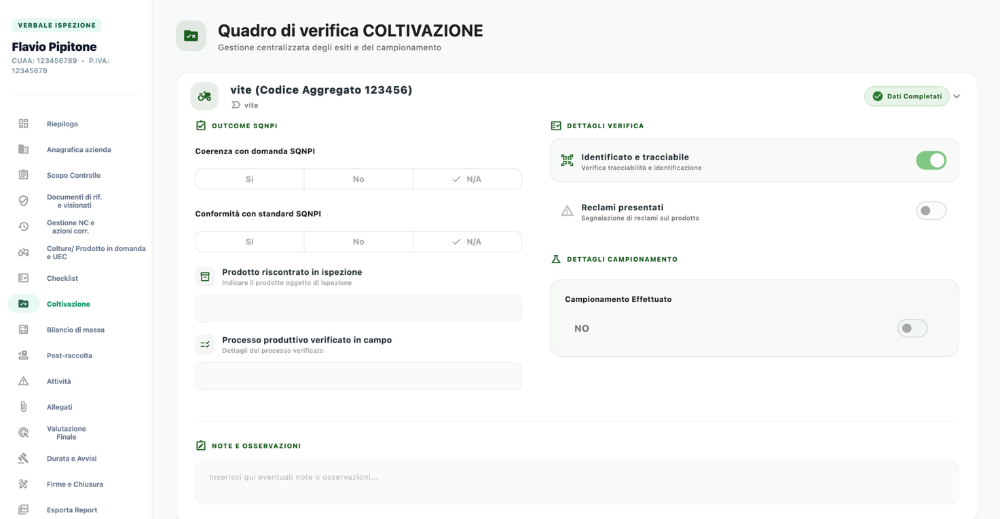 VERBALE ISPEZIONE
Flavio Pipitone
CUAA: 123456789 • P.IVA:
12345678
Riepilogo
Anagrafica azienda
Scopo Controllo
Documenti di rif.
e visionati
Gestione NC e
azioni corr.
Colture/ Prodotto in domanda
e UEC
Checklist
Coltivazione
Bilancio di massa
Post-raccolta
Attività
Allegati
Valutazione
Finale
Durata e Avvisi
Firme e Chiusura
Esporta Report
Quadro di verifica COLTIVAZIONE
Gestione centralizzata degli esiti e del campionamento
vite (Codice Aggregato 123456)
vite
Dati Completati
OUTCOME SQNPI
Coerenza con domanda SQNPI
Si No N/A
Conformità con standard SQNPI
Si No N/A
Prodotto riscontrato in ispezione
Indicare il prodotto oggetto di ispezione
Processo produttivo verificato in campo
Dettagli del processo verificato
DETTAGLI VERIFICA
Identificato e tracciabile
Verifica tracciabilità e identificazione
Reclami presentati
Segnalazione di reclami sul prodotto
DETTAGLI CAMPIONAMENTO
Campionamento Effettuato
NO
NOTE E OSSERVAZIONI
Inserisci qui eventuali note o osservazioni...